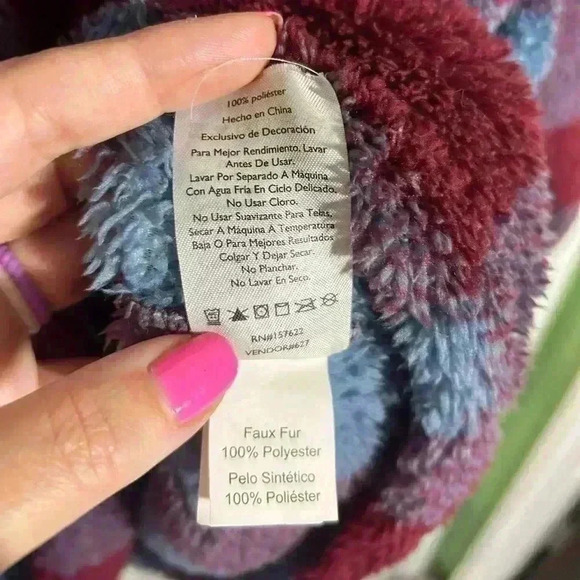 100% poliéster
Hecho en China
Exclusivo de Decoración
Para Mejor Rendimiento, Lavar
Antes De Usar.
Lavar Por Separado A Máquina
Con Agua Fría En Ciclo Delicado.
No Usar Cloro.
No Usar Suavizante Para Telas,
Secar A Máquina A Temperatura
Baja O Para Mejores Resultados
Colgar Y Dejar Secar.
No Planchar.
No Lavar En Seco.
RN#157622
VENDOR#627
Faux Fur
100% Polyester
Pelo Sintético
100% Poliéster